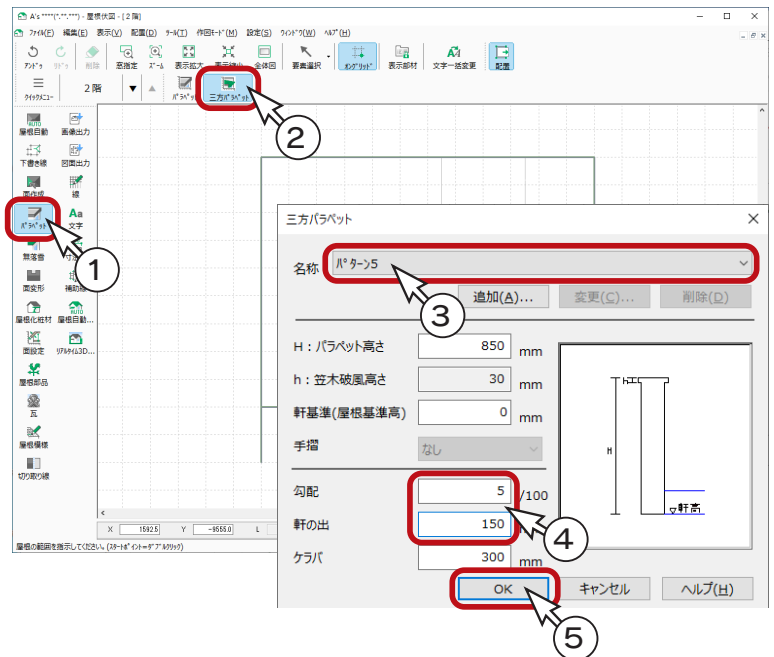 A's ****(*.**.***) - 屋根伏図 - [2 階]
ﾌｧｲﾙ(F) 編集(E) 表示(V) 配置(D) ﾂｰﾙ(T) 作図ﾓｰﾄﾞ(M) 設定(S) ｳｨﾝﾄﾞｳ(W) ﾍﾙﾌﾟ(H)
ｱﾝﾄﾞｩ ﾘﾄﾞｩ 削除 窓指定 ｽﾞｰﾑ 表示拡大 表示縮小 全体図 要素選択 ｵﾝｸﾞﾘｯﾄﾞ 表示部材 文字一括変更 配置
ｸｲｯｸﾒﾆｭｰ 2 階 ▼ ▲ ﾊﾟﾗﾍﾟｯﾄ 三方ﾊﾟﾗﾍﾟｯﾄ
2
AUTO
屋根自動 画像出力
下書き線 図面出力
面作成 線
Aa
ﾊﾟﾗﾍﾟｯﾄ 文字
1
無落雪
面変形 補助線
AUTO
屋根化粧材 屋根自動...
面設定 ﾘｱﾙﾀｲﾑ3D...
屋根部品
瓦
屋根模様
切り取り線
X 1592.5 Y -9555.0 L
屋根の範囲を指示してください。(ｽﾀｰﾄﾎﾟｲﾝﾄ=ﾀﾞﾌﾞﾙｸﾘｯｸ)
三方パラペット
名称 ﾊﾟﾀｰﾝ5
3
追加(A)... 変更(C)... 削除(D)
H：パラペット高さ 850 mm
h：笠木破風高さ 30 mm
軒基準(屋根基準高) 0 mm
手摺 なし
h
H
軒高
勾配 5 /100
軒の出 150
4
ケラバ 300 mm
OK キャンセル ヘルプ(H)
5